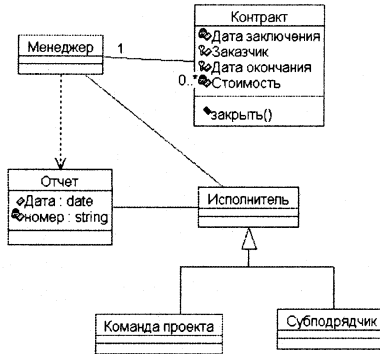 Контракт
Дата заключения
Заказчик
Дата окончания
Стоимость
закрыть()
Менеджер
1
0..*
Отчет
Дата : date
номер : string
Исполнитель
Команда проекта
Субподрядчик